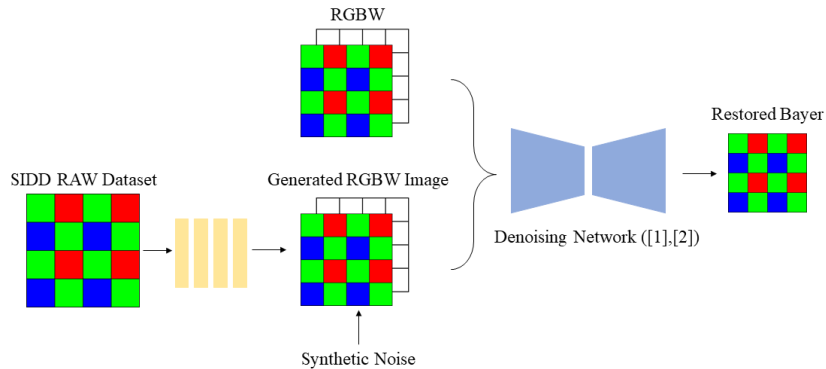 RGBW
Restored Bayer
SIDD RAW Dataset
Generated RGBW Image
Denoising Network ([1],[2])
Synthetic Noise